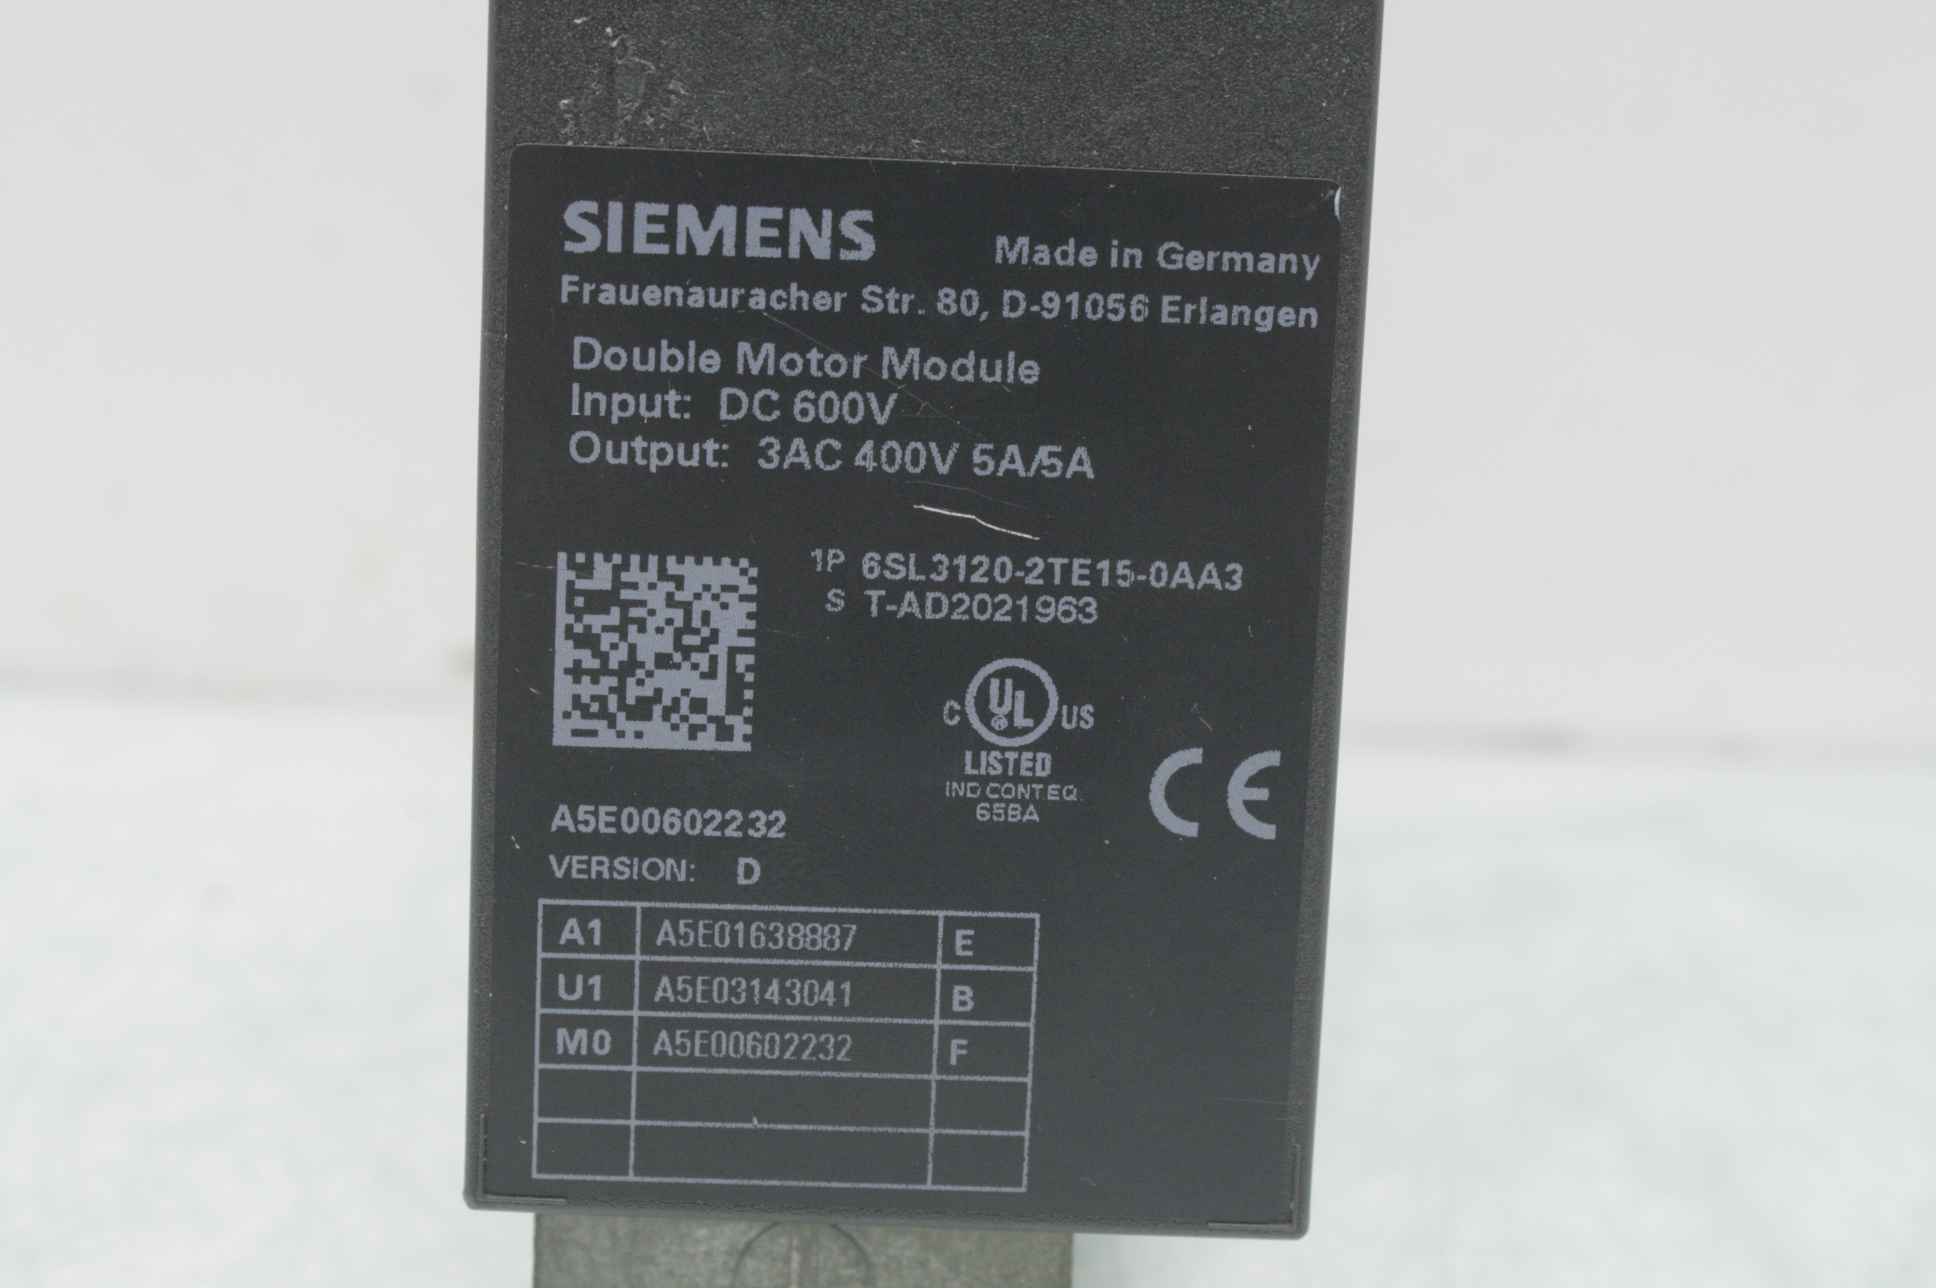 SIEMENS Made in Germany
Frauenauracher Str. 80, D-91056 Erlangen
Double Motor Module
Input: DC 600V
Output: 3AC 400V 5A/5A
1P 6SL3120-2TE15-0AA3
S T-AD2021963
C UL US
LISTED
IND CONT EQ.
65BA
CE
A5E00602232
VERSION: D
A1 A5E01638887 E
U1 A5E03143041 B
M0 A5E00602232 F